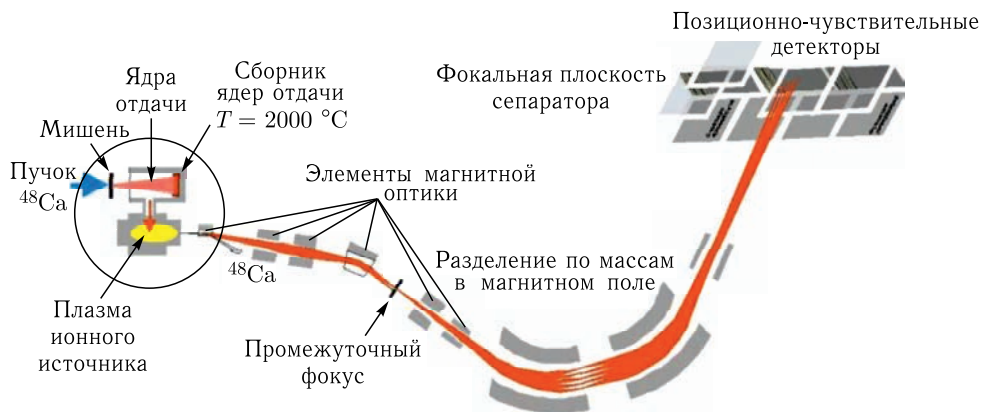 Позиционно-чувствительные
детекторы
Фокальная плоскость
сепаратора
Ядра
отдачи
Сборник
ядер отдачи
T = 2000 °C
Мишень
Пучок
⁴⁸Ca
Элементы магнитной
оптики
⁴⁸Ca
Разделение по массам
в магнитном поле
Плазма
ионного
источника
Промежуточный
фокус